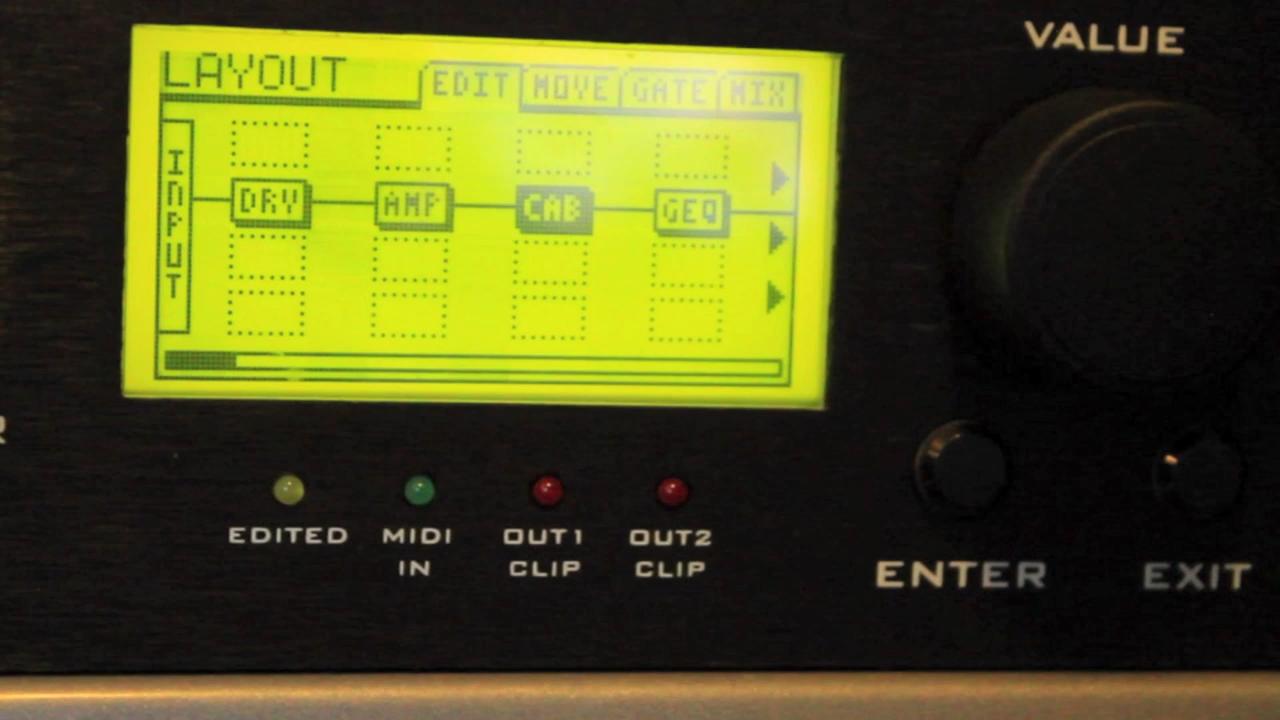 VALUE
LAYOUT
EDIT MOVE GATE MIX
INPUT
DRY AMP CAB GEQ
EDITED
MIDI IN
OUT1 CLIP
OUT2 CLIP
ENTER
EXIT
R